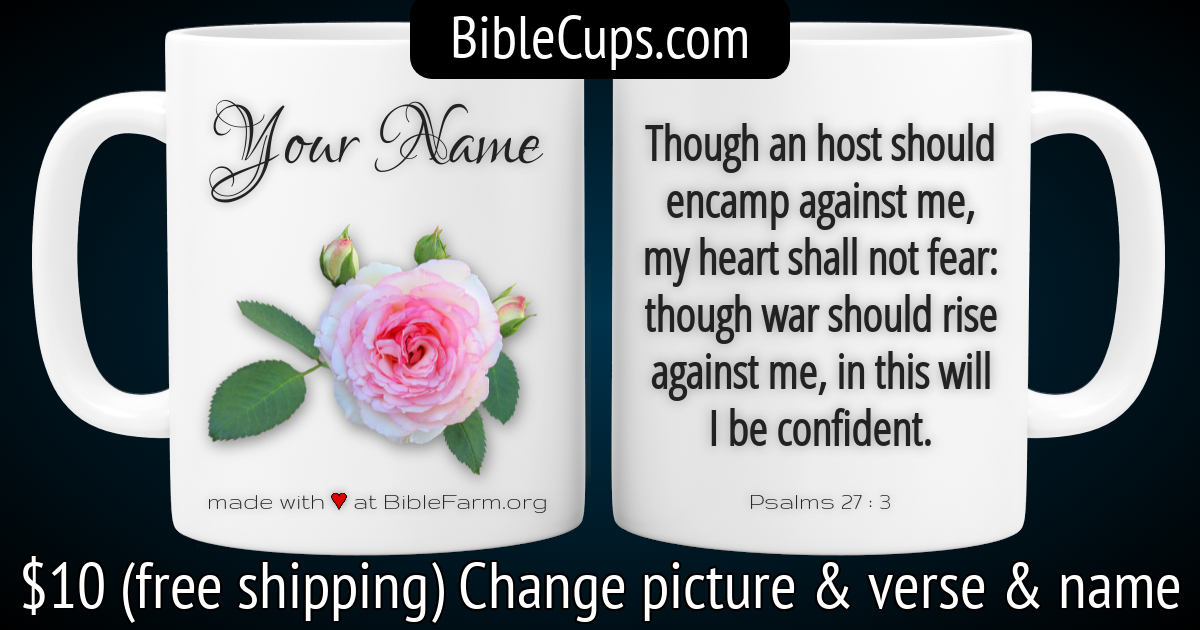 BibleCups.com
Your Name
made with ♥ at BibleFarm.org
Though an host should
encamp against me,
my heart shall not fear:
though war should rise
against me, in this will
I be confident.
Psalms 27 : 3
$10 (free shipping) Change picture & verse & name